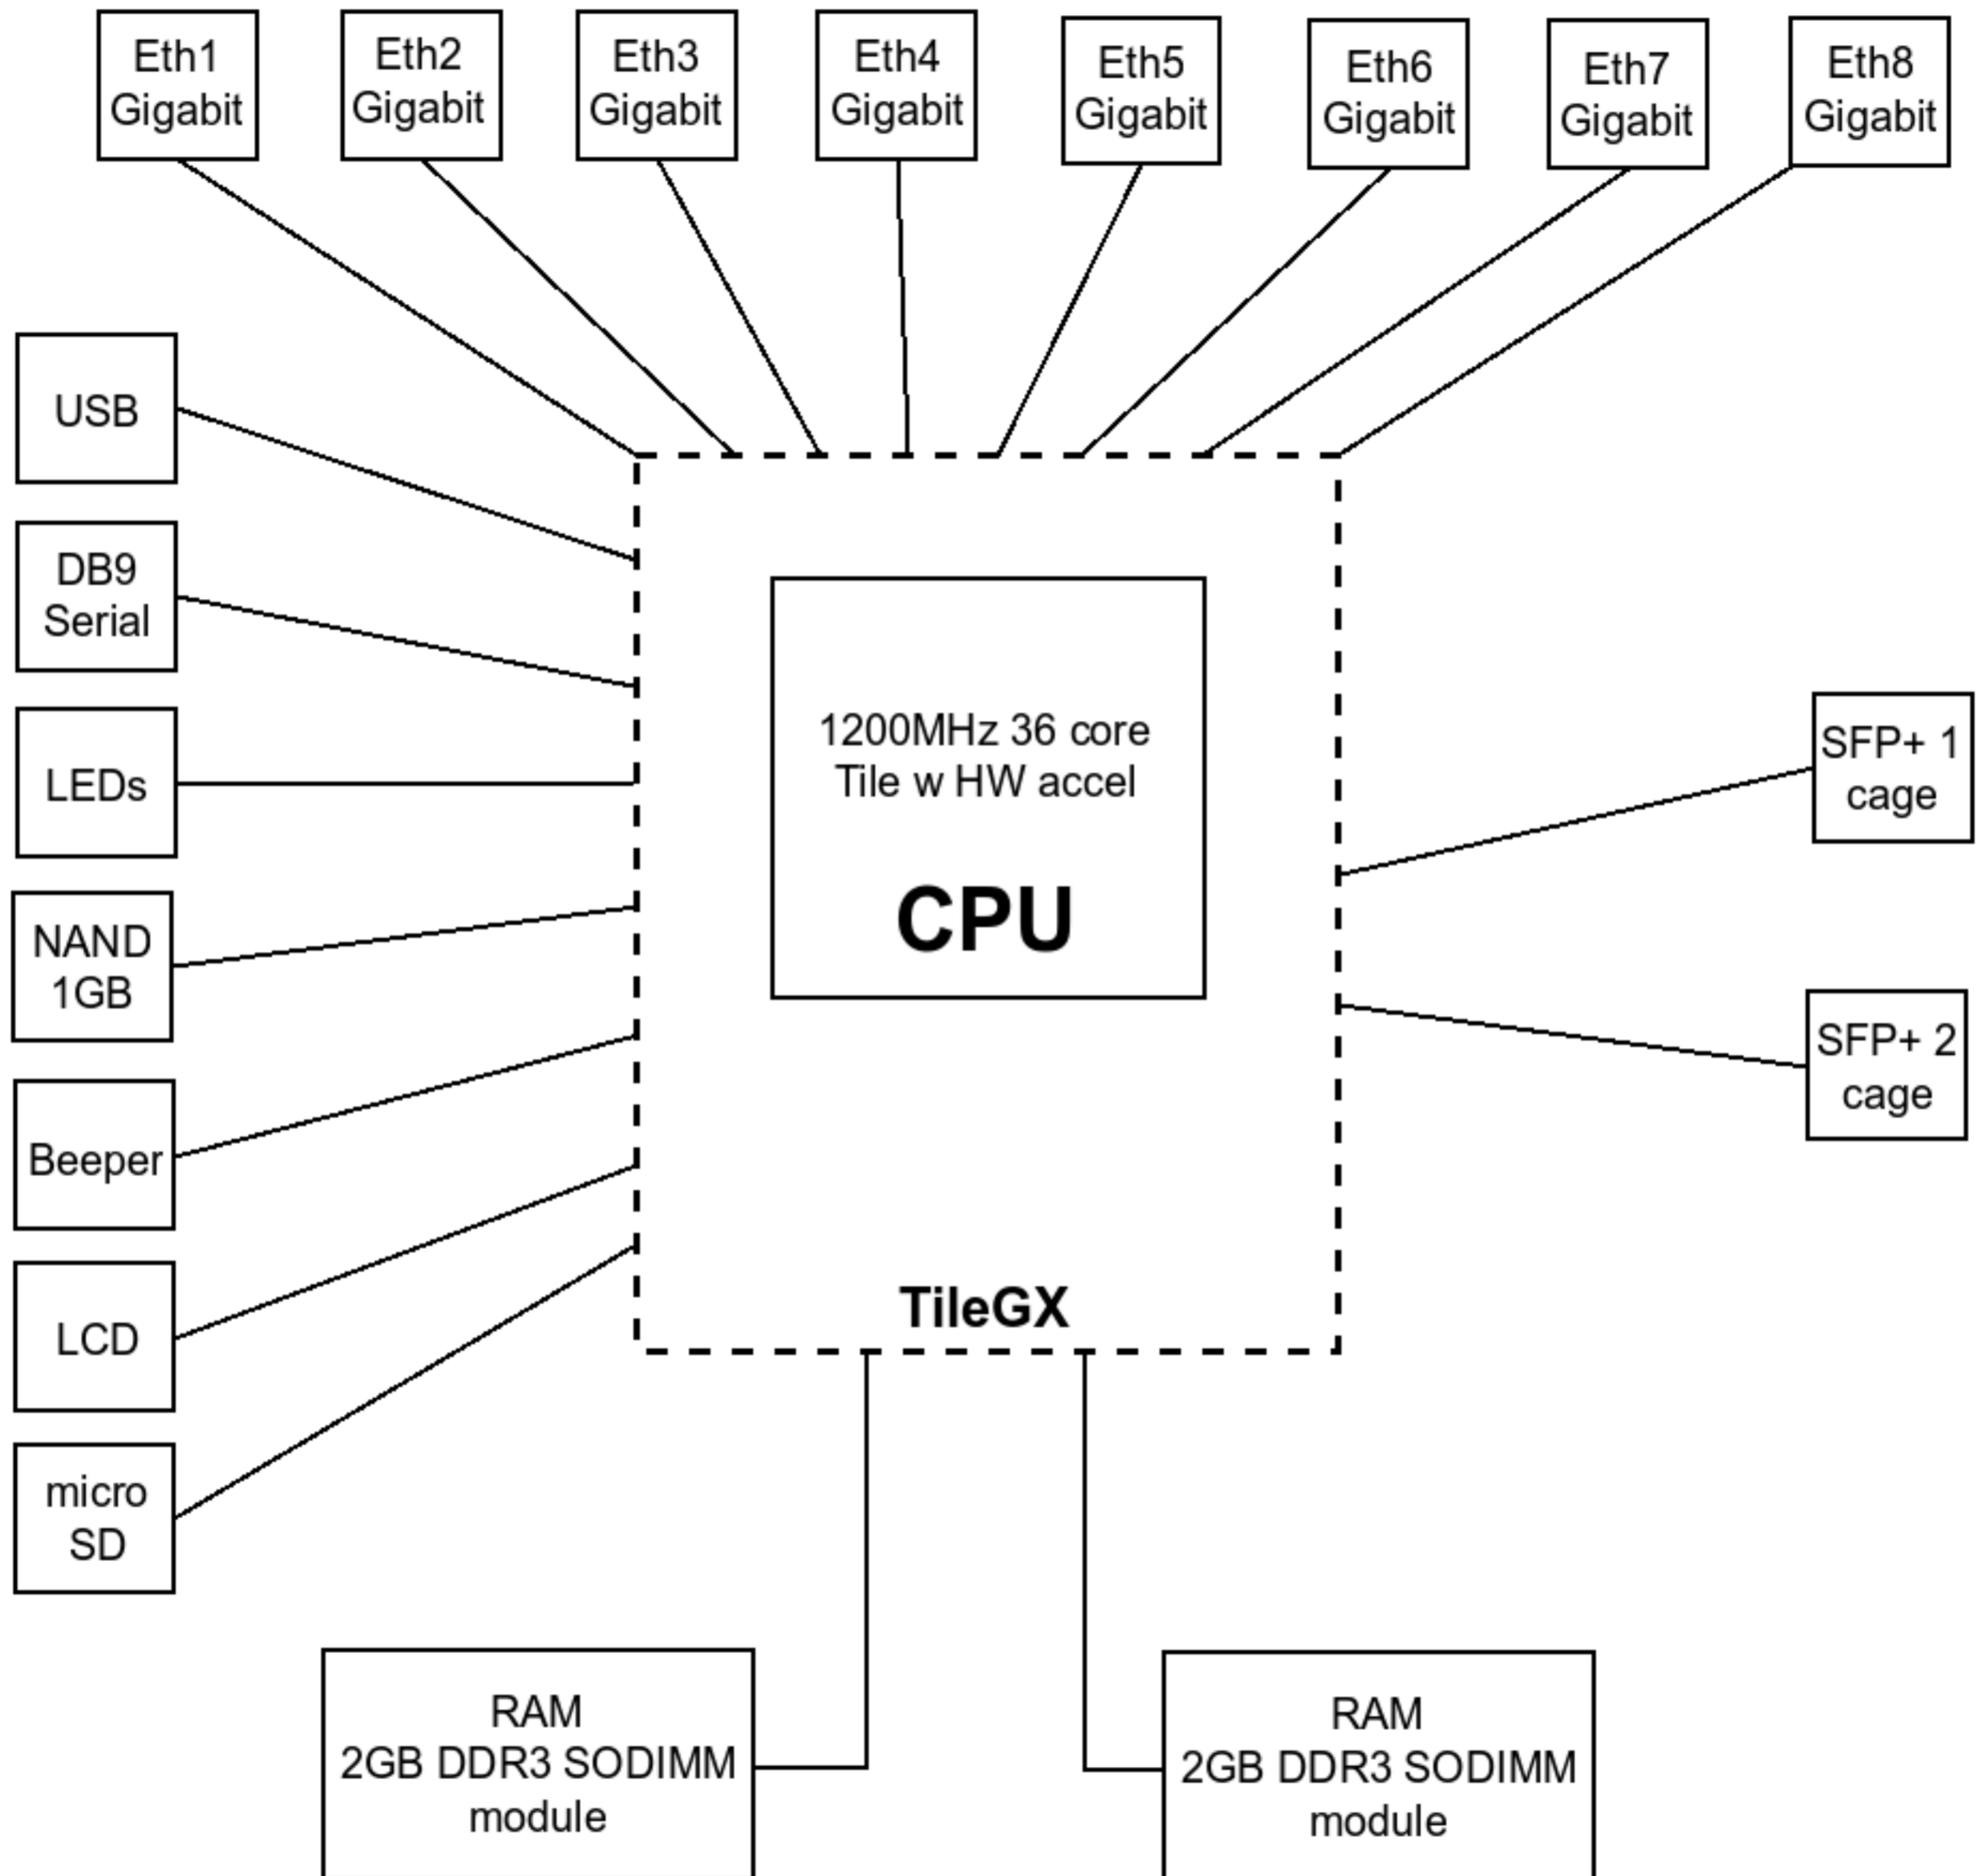 Eth1
Gigabit
Eth2
Gigabit
Eth3
Gigabit
Eth4
Gigabit
Eth5
Gigabit
Eth6
Gigabit
Eth7
Gigabit
Eth8
Gigabit
USB
DB9
Serial
LEDs
NAND
1GB
Beeper
LCD
micro
SD
1200MHz 36 core
Tile w HW accel
CPU
TileGX
SFP+ 1
cage
SFP+ 2
cage
RAM
2GB DDR3 SODIMM
module
RAM
2GB DDR3 SODIMM
module